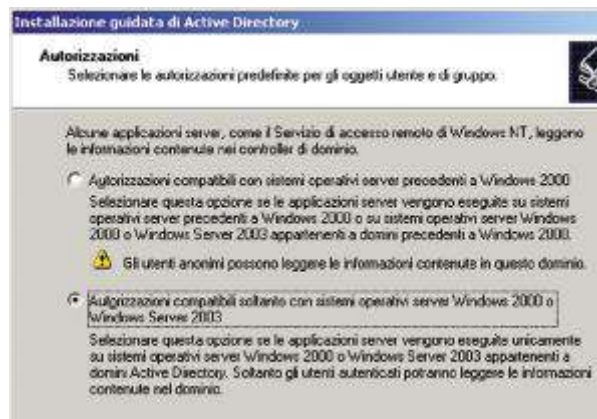 Installazione guidata di Active Directory
Autorizzazioni
Selezionare le autorizzazioni predefinite per gli oggetti utente e di gruppo.
Alcune applicazioni server, come il Servizio di accesso remoto di Windows NT, leggono
le informazioni contenute nei controller di dominio.
Autorizzazioni compatibili con sistemi operativi server precedenti a Windows 2000
Selezionare questa opzione se le applicazioni server vengono eseguite su sistemi
operativi server precedenti a Windows 2000 o su sistemi operativi server Windows
2000 o Windows Server 2003 appartenenti a domini precedenti a Windows 2000.
Gli utenti anonimi possono leggere le informazioni contenute in questo dominio.
Autorizzazioni compatibili soltanto con sistemi operativi server Windows 2000 o
Windows Server 2003
Selezionare questa opzione se le applicazioni server vengono eseguite unicamente
su sistemi operativi server Windows 2000 o Windows Server 2003 appartenenti a
domini Active Directory. Soltanto gli utenti autenticati potranno leggere le informazioni
contenute nel dominio.